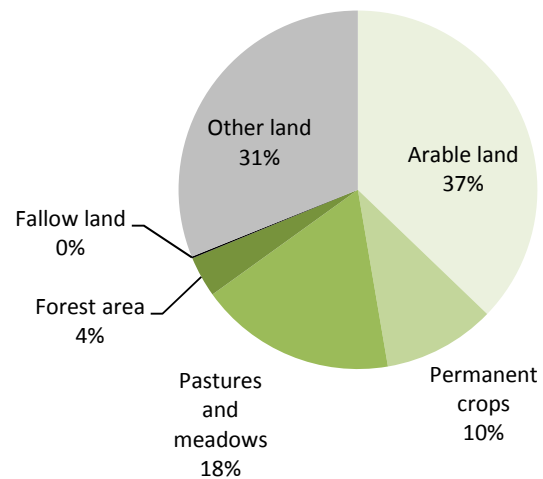 Other land
31%
Arable land
37%
Fallow land
0%
Forest area
4%
Pastures
and
meadows
18%
Permanent
crops
10%